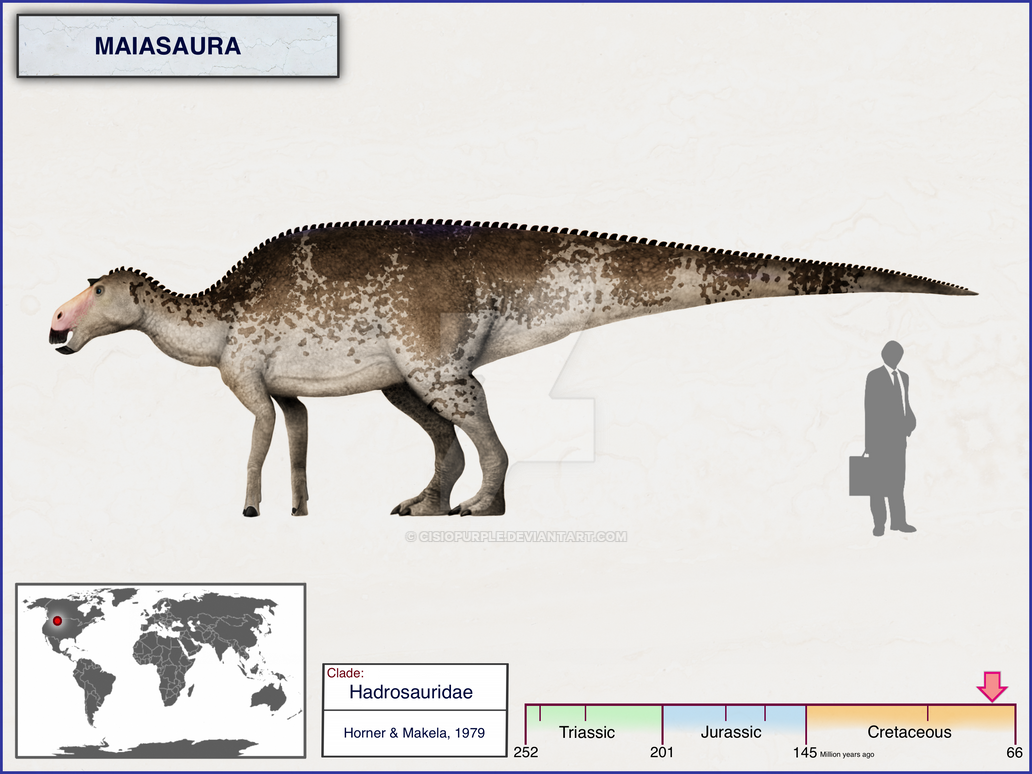 MAIASAURA
© CISIOPURPLE.DEVIANTART.COM
Clade:
Hadrosauridae
Horner & Makela, 1979
Triassic Jurassic Cretaceous
252 201 145 Million years ago 66